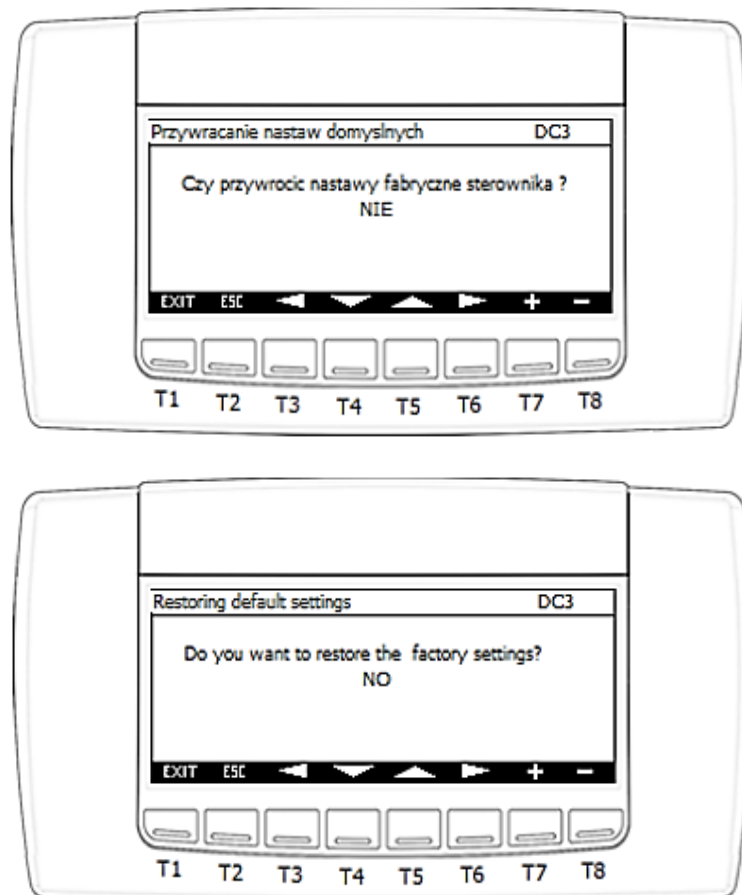 Przywracanie nastaw domyslnych DC3
Czy przywrocic nastawy fabryczne sterownika ?
NIE
EXIT ESC + -
T1 T2 T3 T4 T5 T6 T7 T8
Restoring default settings DC3
Do you want to restore the factory settings?
NO
EXIT ESC + -
T1 T2 T3 T4 T5 T6 T7 T8